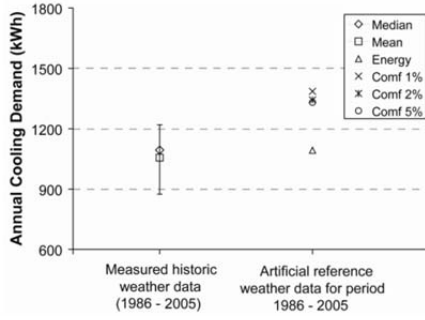 1800
1500
1200
900
600
Annual Cooling Demand (kWh)
Median
Mean
Energy
Comf 1%
Comf 2%
Comf 5%
Measured historic
weather data
(1986 - 2005)
Artificial reference
weather data for period
1986 - 2005